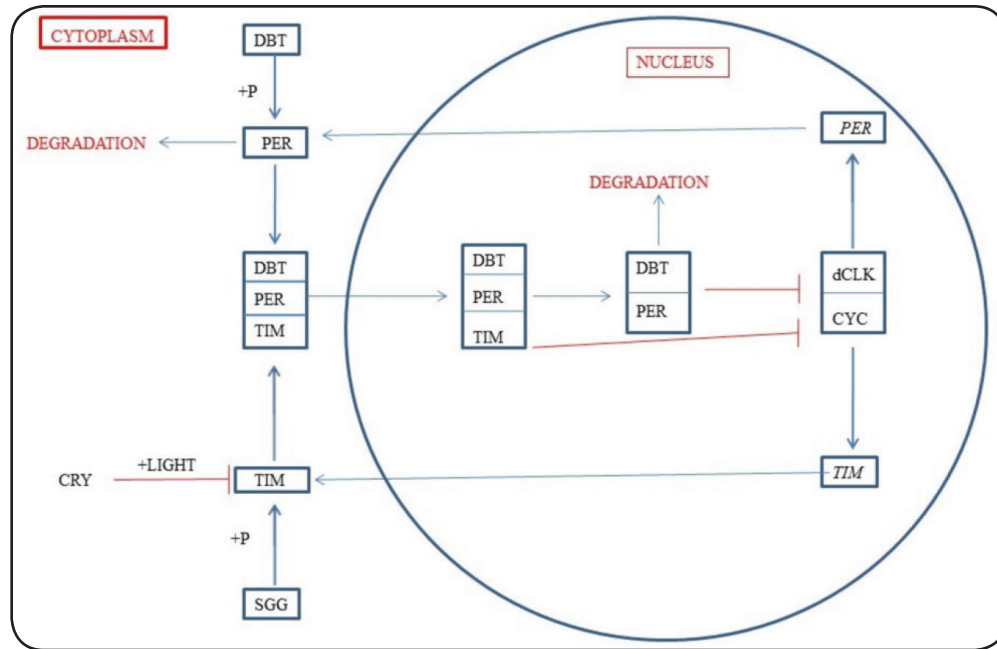 CYTOPLASM
DBT
NUCLEUS
+P
PER
DEGRADATION
PER
DEGRADATION
DBT
PER
TIM
DBT
PER
TIM
DBT
PER
dCLK
CYC
CRY
+LIGHT
TIM
TIM
+P
SGG